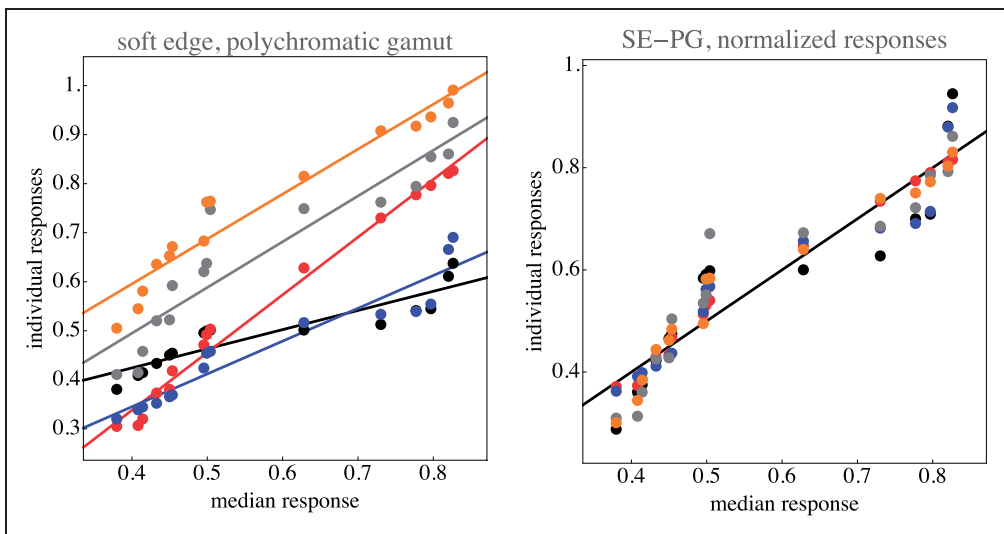 soft edge, polychromatic gamut
individual responses
1.
0.9
0.8
0.7
0.6
0.5
0.4
0.3
0.4 0.5 0.6 0.7 0.8
median response
SE–PG, normalized responses
individual responses
1.
0.8
0.6
0.4
0.4 0.5 0.6 0.7 0.8
median response